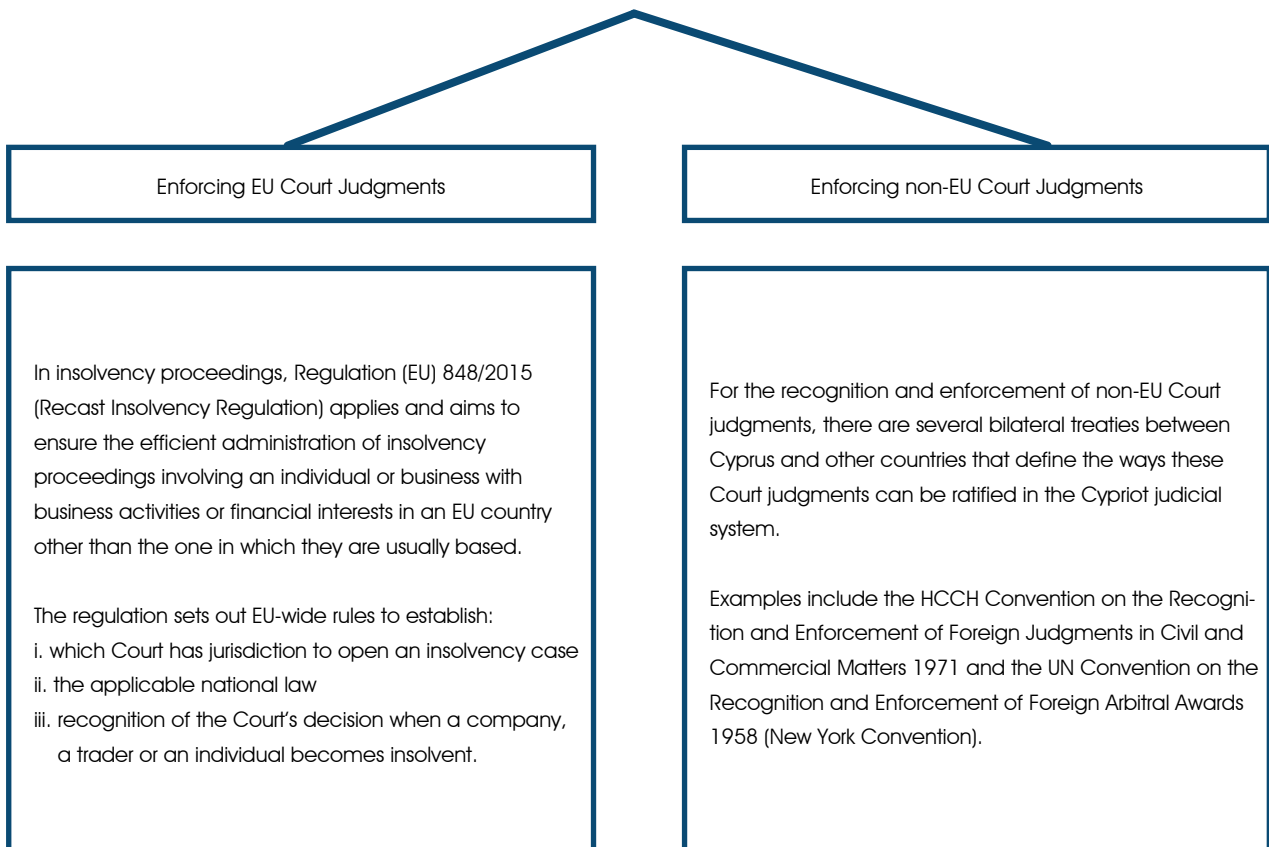 Enforcing EU Court Judgments
In insolvency proceedings, Regulation (EU) 848/2015
(Recast Insolvency Regulation) applies and aims to
ensure the efficient administration of insolvency
proceedings involving an individual or business with
business activities or financial interests in an EU country
other than the one in which they are usually based.
The regulation sets out EU-wide rules to establish:
i. which Court has jurisdiction to open an insolvency case
ii. the applicable national law
iii. recognition of the Court's decision when a company,
a trader or an individual becomes insolvent.
Enforcing non-EU Court Judgments
For the recognition and enforcement of non-EU Court
judgments, there are several bilateral treaties between
Cyprus and other countries that define the ways these
Court judgments can be ratified in the Cypriot judicial
system.
Examples include the HCCH Convention on the Recogni-
tion and Enforcement of Foreign Judgments in Civil and
Commercial Matters 1971 and the UN Convention on the
Recognition and Enforcement of Foreign Arbitral Awards
1958 (New York Convention).